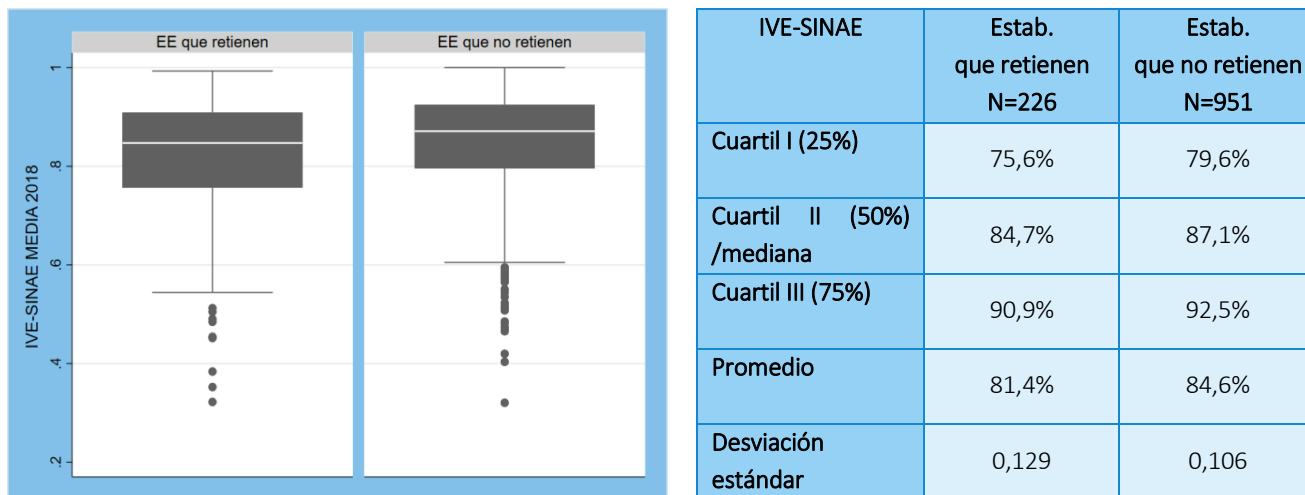 EE que retienen
EE que no retienen
IVE-SINAE MEDIA 2018
1
.8
.6
.4
.2
IVE-SINAE
Estab.
que retienen
N=226
Estab.
que no retienen
N=951
Cuartil I (25%)
75,6%
79,6%
Cuartil II (50%)
/mediana
84,7%
87,1%
Cuartil III (75%)
90,9%
92,5%
Promedio
81,4%
84,6%
Desviación
estándar
0,129
0,106